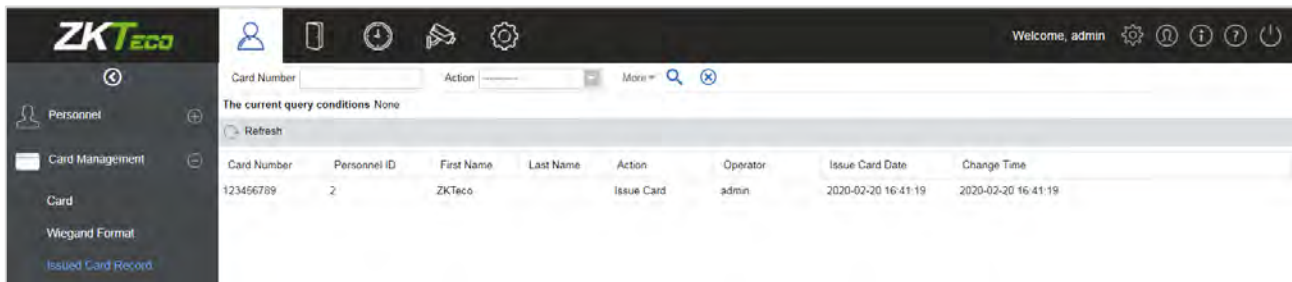 ZKTeco
Welcome, admin
Card Number Action ---------- More
Personnel
The current query conditions None
Refresh
Card Management
Card Number Personnel ID First Name Last Name Action Operator Issue Card Date Change Time
123456789 2 ZKTeco Issue Card admin 2020-02-20 16:41:19 2020-02-20 16:41:19
Card
Wiegand Format
Issued Card Record